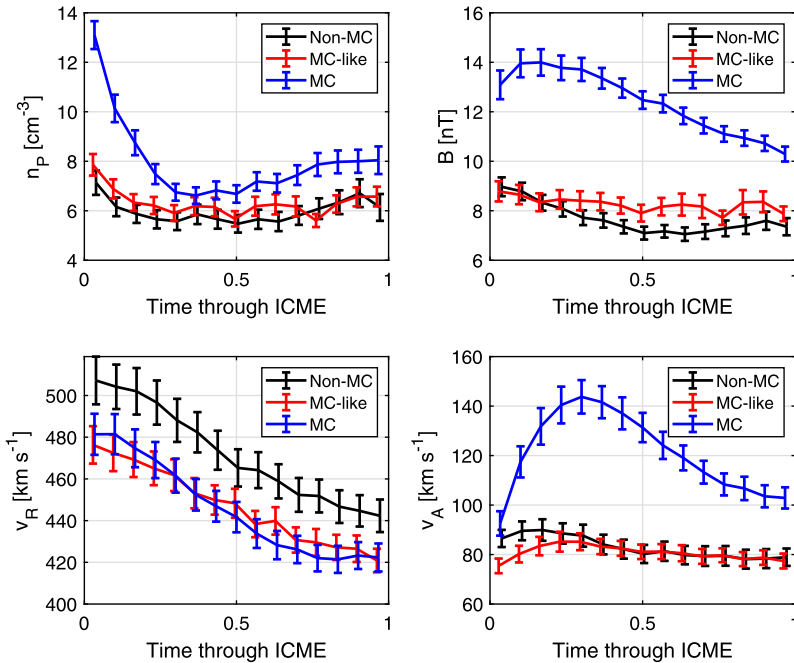 14
12
10
8
6
4
n_P [cm^-3]
Non-MC
MC-like
MC
0
0.5
1
Time through ICME
16
14
12
10
8
6
B [nT]
Non-MC
MC-like
MC
0
0.5
1
Time through ICME
500
480
460
440
420
400
v_R [km s^-1]
Non-MC
MC-like
MC
0
0.5
1
Time through ICME
160
140
120
100
80
60
v_A [km s^-1]
Non-MC
MC-like
MC
0
0.5
1
Time through ICME